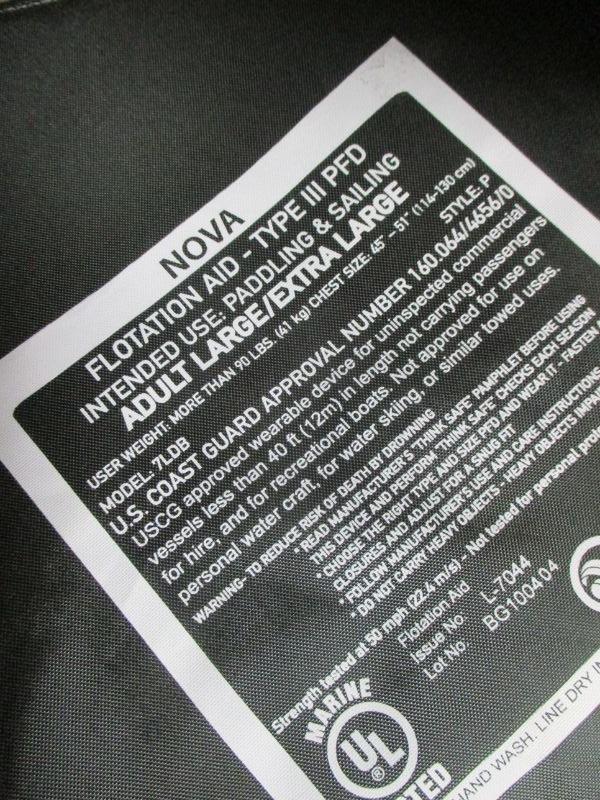 NOVA
FLOTATION AID - TYPE III PFD
INTENDED USE: PADDLING & SAILING
ADULT LARGE/EXTRA LARGE
USER WEIGHT: MORE THAN 90 LBS. (41 kg) CHEST SIZE: 45" - 51" (114-130 cm)
MODEL: 7LDB STYLE: P
U.S. COAST GUARD APPROVAL NUMBER 160.064/4656/0
USCG approved wearable device for uninspected commercial
vessels less than 40 ft (12m) in length not carrying passengers
for hire, and for recreational boats. Not approved for use on
personal water craft, for water skiing, or similar towed uses.
WARNING- TO REDUCE RISK OF DEATH BY DROWNING
• READ MANUFACTURER'S "THINK SAFE" PAMPHLET BEFORE USING
THIS DEVICE AND PERFORM "THINK SAFE" CHECKS EACH SEASON
• CHOOSE THE RIGHT TYPE AND SIZE PFD AND WEAR IT - FASTEN
CLOSURES AND ADJUST FOR A SNUG FIT
• FOLLOW MANUFACTURER'S USE AND CARE INSTRUCTIONS
• DO NOT CARRY HEAVY OBJECTS - HEAVY OBJECTS
Strength tested at 50 mph (22.4 m/s) - Not tested for personal
Flotation Aid
Issue No L-7044
Lot No. BG100404
MARINE
UL
®
HAND WASH. LINE DRY